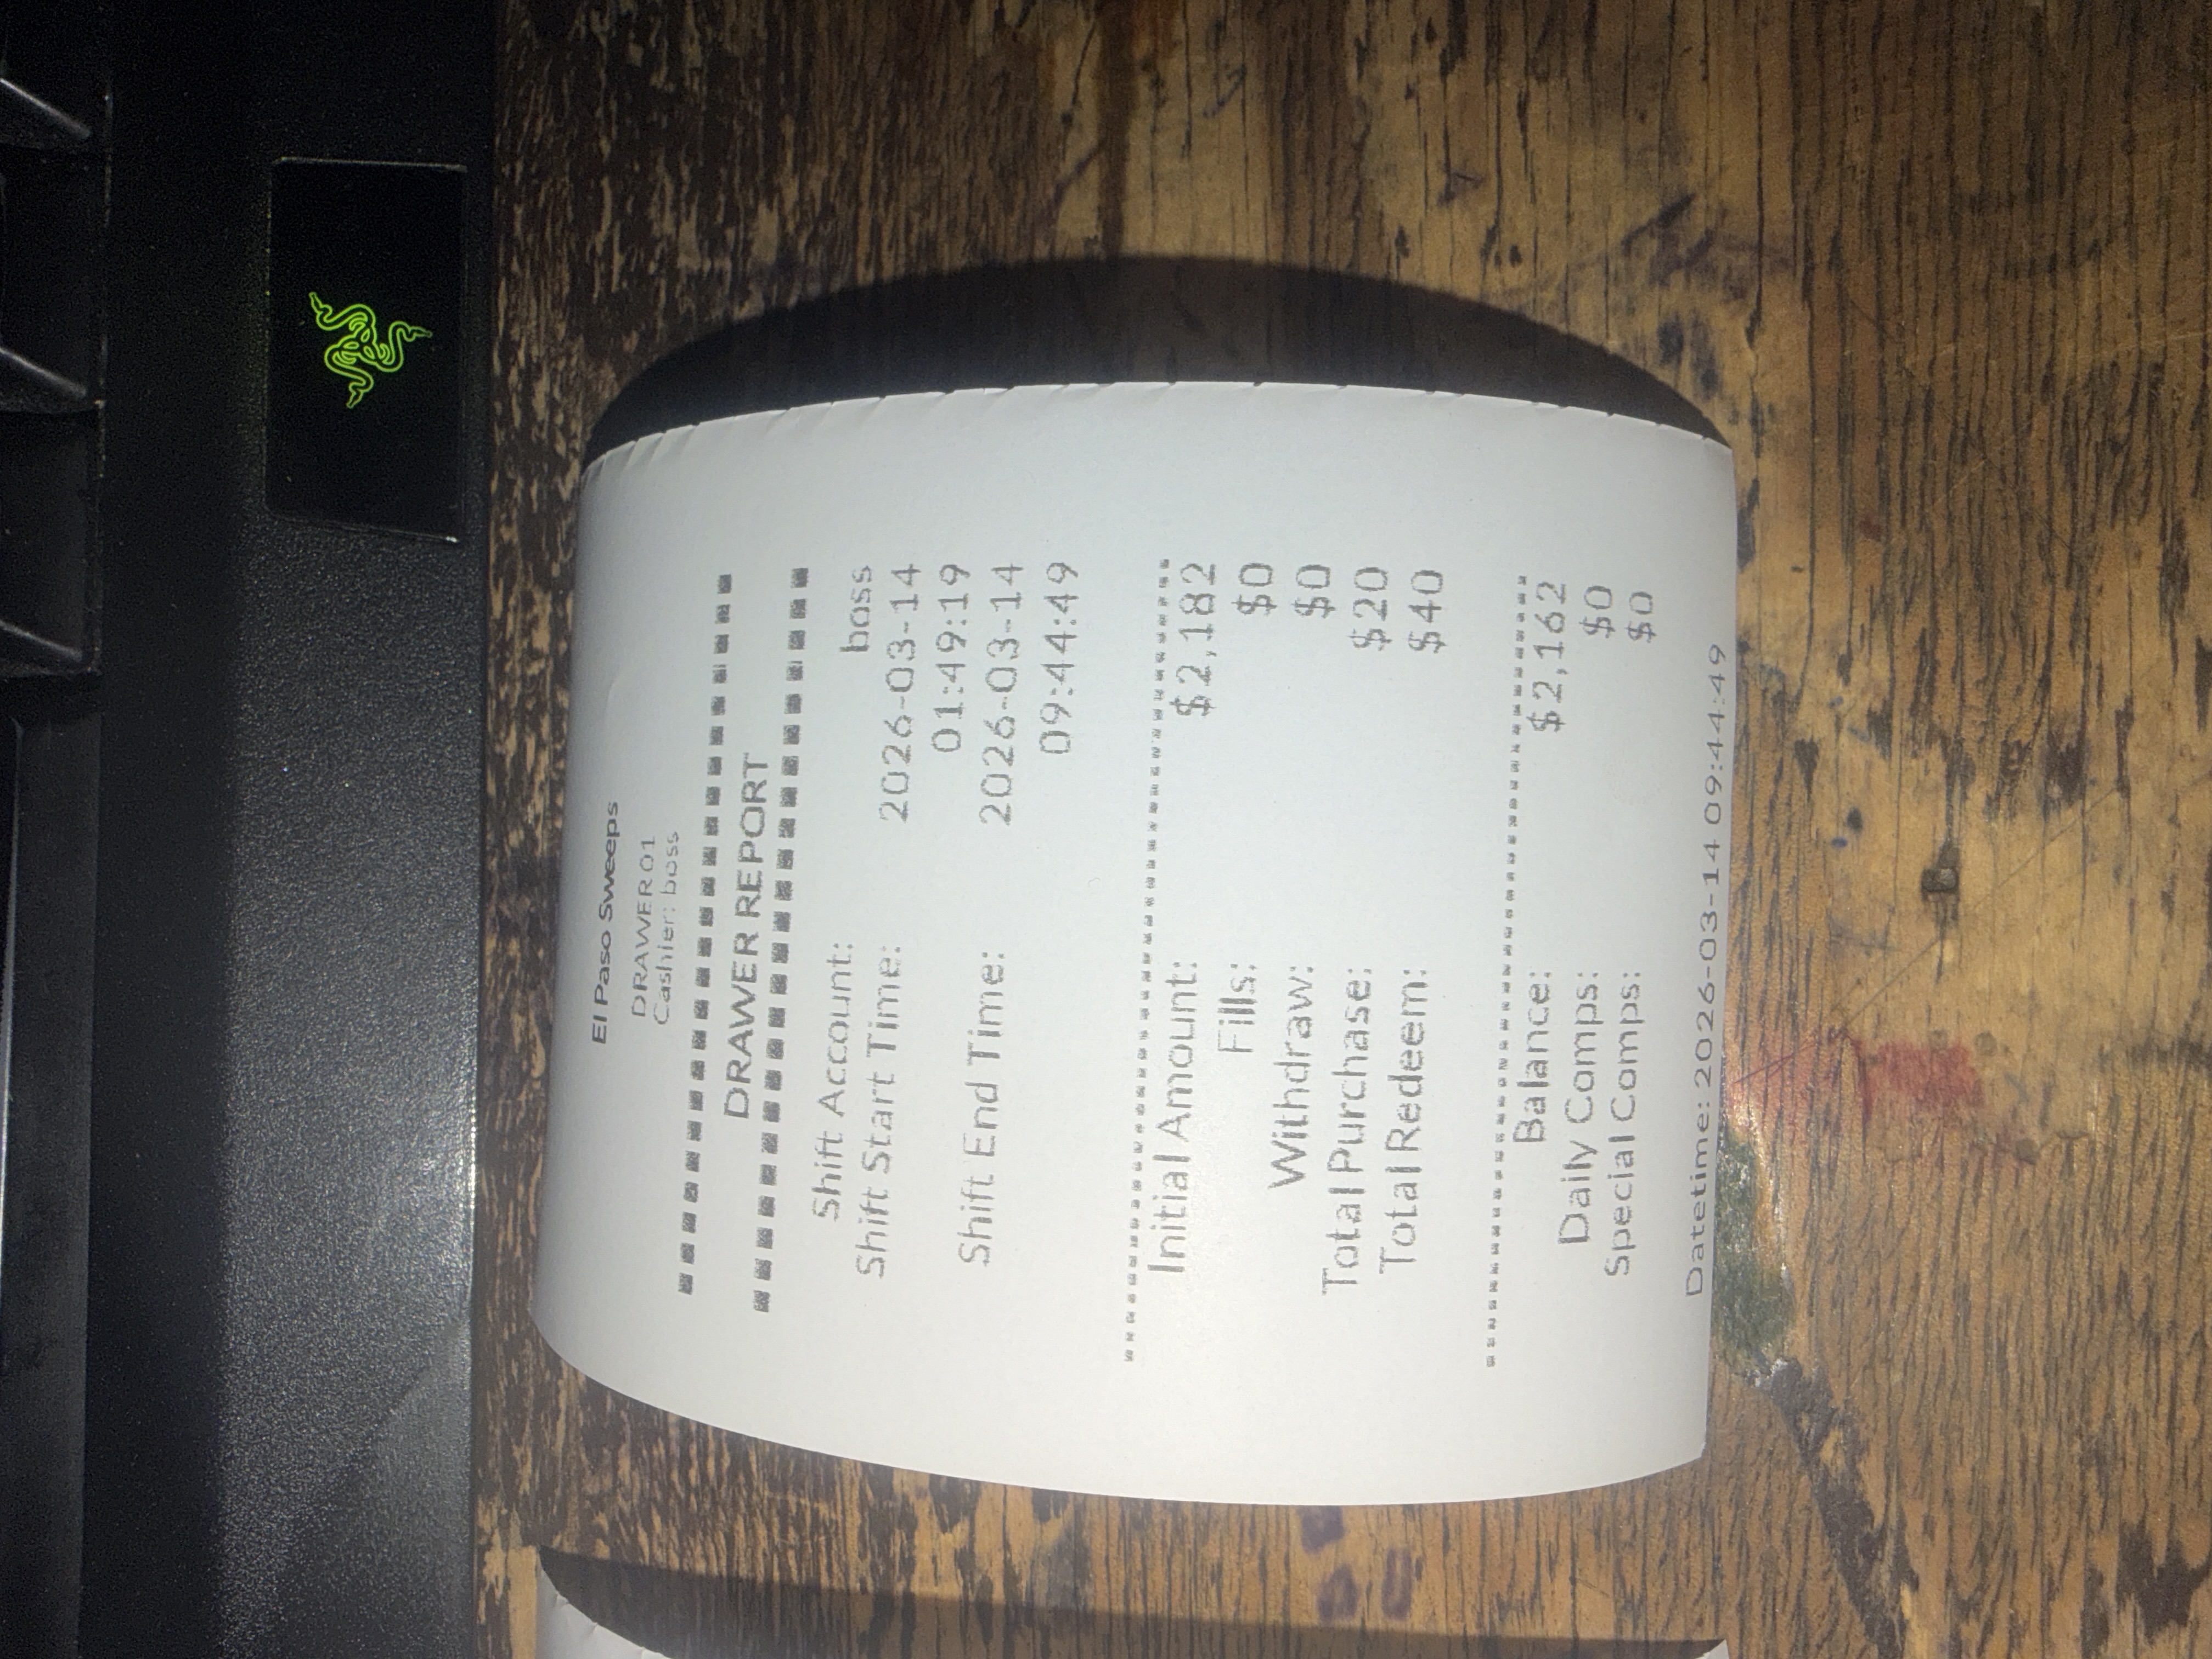 El Paso Sweeps
DRAWER01
Cashier: boss
DRAWER REPORT
Shift Account: boss
Shift Start Time: 2026-03-14
01:49:19
Shift End Time: 2026-03-14
09:44:49
Initial Amount: $2,182
Fills: $0
Withdraw: $0
Total Purchase: $20
Total Redeem: $40
Balance: $2,162
Daily Comps: $0
Special Comps: $0
Datetime: 2026-03-14 09:44:49